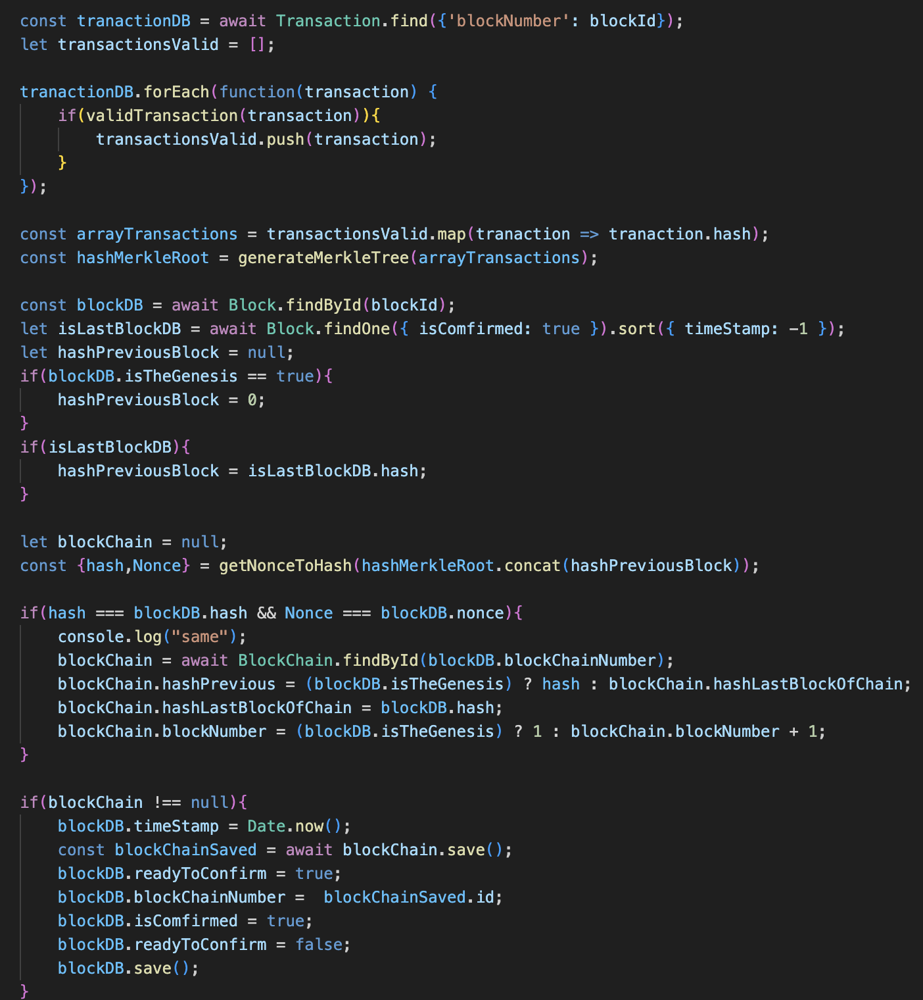 const tranactionDB = await Transaction.find({'blockNumber': blockId});
let transactionsValid = [];

tranactionDB.forEach(function(transaction) {
    if(validTransaction(transaction)){
        transactionsValid.push(transaction);
    }
});

const arrayTransactions = transactionsValid.map(tranaction => tranaction.hash);
const hashMerkleRoot = generateMerkleTree(arrayTransactions);

const blockDB = await Block.findById(blockId);
let isLastBlockDB = await Block.findOne({ isComfirmed: true }).sort({ timeStamp: -1 });
let hashPreviousBlock = null;
if(blockDB.isTheGenesis == true){
    hashPreviousBlock = 0;
}
if(isLastBlockDB){
    hashPreviousBlock = isLastBlockDB.hash;
}

let blockChain = null;
const {hash,Nonce} = getNonceToHash(hashMerkleRoot.concat(hashPreviousBlock));

if(hash === blockDB.hash && Nonce === blockDB.nonce){
    console.log("same");
    blockChain = await BlockChain.findById(blockDB.blockChainNumber);
    blockChain.hashPrevious = (blockDB.isTheGenesis) ? hash : blockChain.hashLastBlockOfChain;
    blockChain.hashLastBlockOfChain = blockDB.hash;
    blockChain.blockNumber = (blockDB.isTheGenesis) ? 1 : blockChain.blockNumber + 1;
}

if(blockChain !== null){
    blockDB.timeStamp = Date.now();
    const blockChainSaved = await blockChain.save();
    blockDB.readyToConfirm = true;
    blockDB.blockChainNumber =  blockChainSaved.id;
    blockDB.isComfirmed = true;
    blockDB.readyToConfirm = false;
    blockDB.save();
}